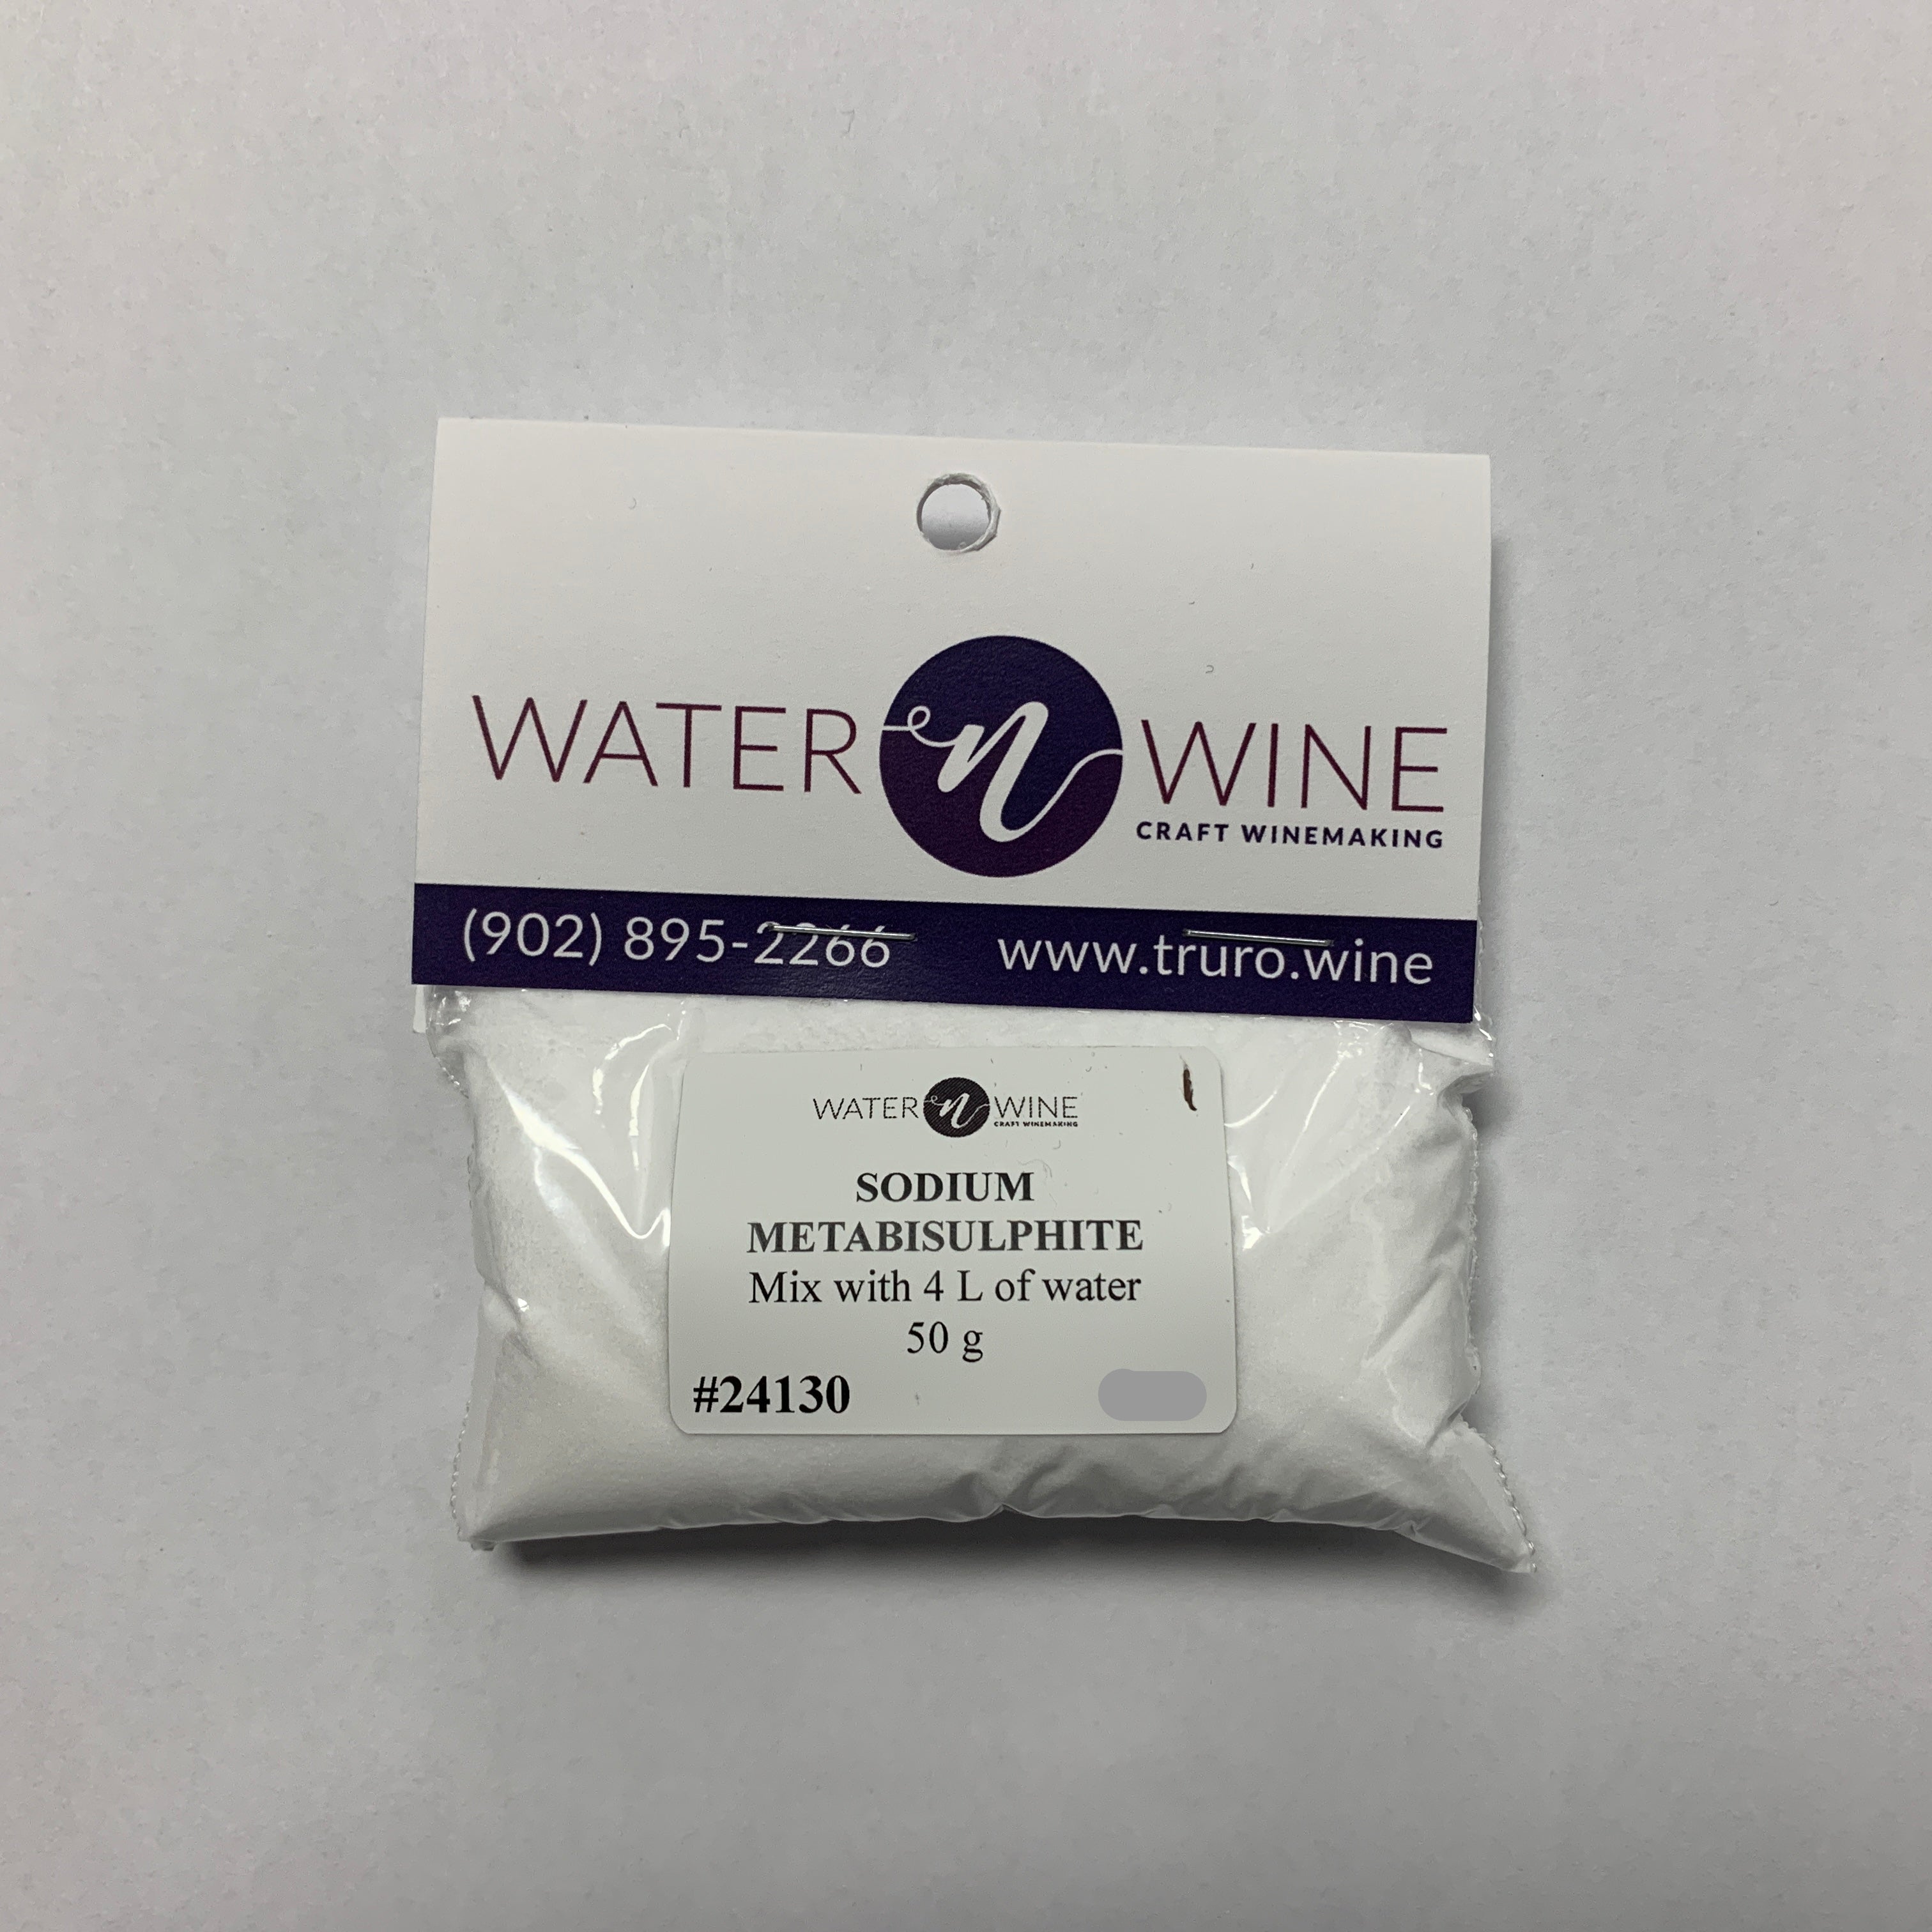 WATER n WINE
CRAFT WINEMAKING
(902) 895-2266 www.truro.wine
WATER n WINE
CRAFT WINEMAKING
SODIUM
METABISULPHITE
Mix with 4 L of water
50 g
#24130